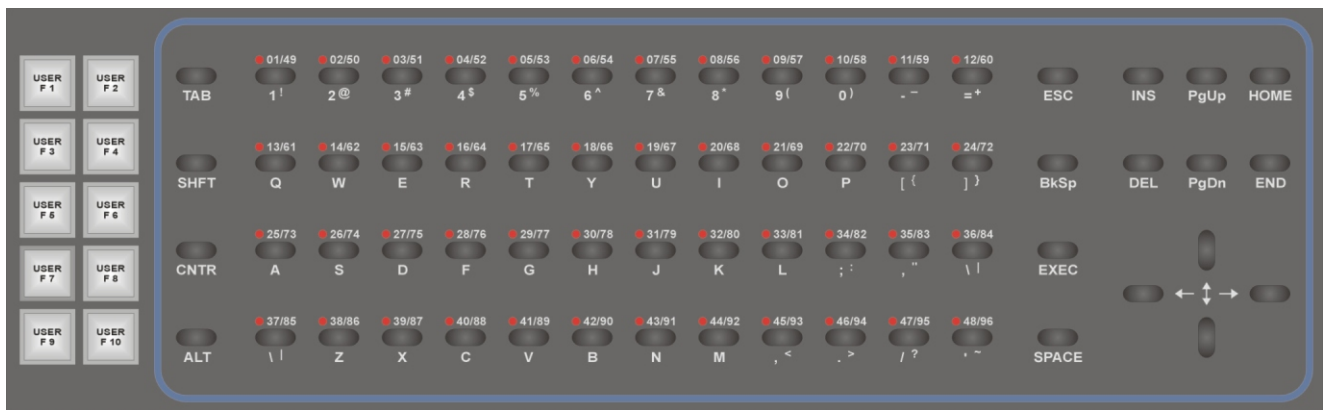 USER F 1 USER F 2
USER F 3 USER F 4
USER F 5 USER F 6
USER F 7 USER F 8
USER F 9 USER F 10
01/49 02/50 03/51 04/52 05/53 06/54 07/55 08/56 09/57 10/58 11/59 12/60
TAB 1 ! 2 @ 3 # 4 $ 5 % 6 ^ 7 & 8 * 9 ( 0 ) - _ = + ESC INS PgUp HOME
13/61 14/62 15/63 16/64 17/65 18/66 19/67 20/68 21/69 22/70 23/71 24/72
SHFT Q W E R T Y U I O P [ { ] } BkSp DEL PgDn END
25/73 26/74 27/75 28/76 29/77 30/78 31/79 32/80 33/81 34/82 35/83 36/84
CNTR A S D F G H J K L ; : , " \ | EXEC
37/85 38/86 39/87 40/88 41/89 42/90 43/91 44/92 45/93 46/94 47/95 48/96
ALT \ | Z X C V B N M , < . > / ? ' ~ SPACE
← ↕ →